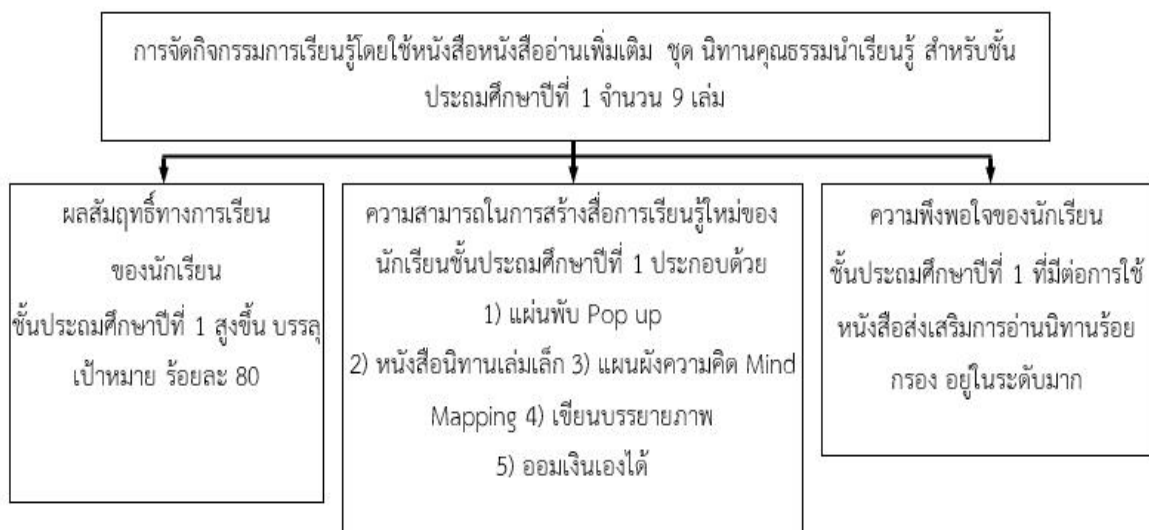 การจัดกิจกรรมการเรียนรู้โดยใช้หนังสือหนังสืออ่านเพิ่มเติม ชุด นิทานคุณธรรมนำเรียนรู้ สำหรับชั้น
ประถมศึกษาปีที่ 1 จำนวน 9 เล่ม
ผลสัมฤทธิ์ทางการเรียน
ของนักเรียน
ชั้นประถมศึกษาปีที่ 1 สูงขึ้น บรรลุ
เป้าหมาย ร้อยละ 80
ความสามารถในการสร้างสื่อการเรียนรู้ใหม่ของ
นักเรียนชั้นประถมศึกษาปีที่ 1 ประกอบด้วย
1) แผ่นพับ Pop up
2) หนังสือนิทานเล่มเล็ก 3) แผนผังความคิด Mind
Mapping 4) เขียนบรรยายภาพ
5) ออมเงินเองได้
ความพึงพอใจของนักเรียน
ชั้นประถมศึกษาปีที่ 1 ที่มีต่อการใช้
หนังสือส่งเสริมการอ่านนิทานร้อย
กรอง อยู่ในระดับมาก